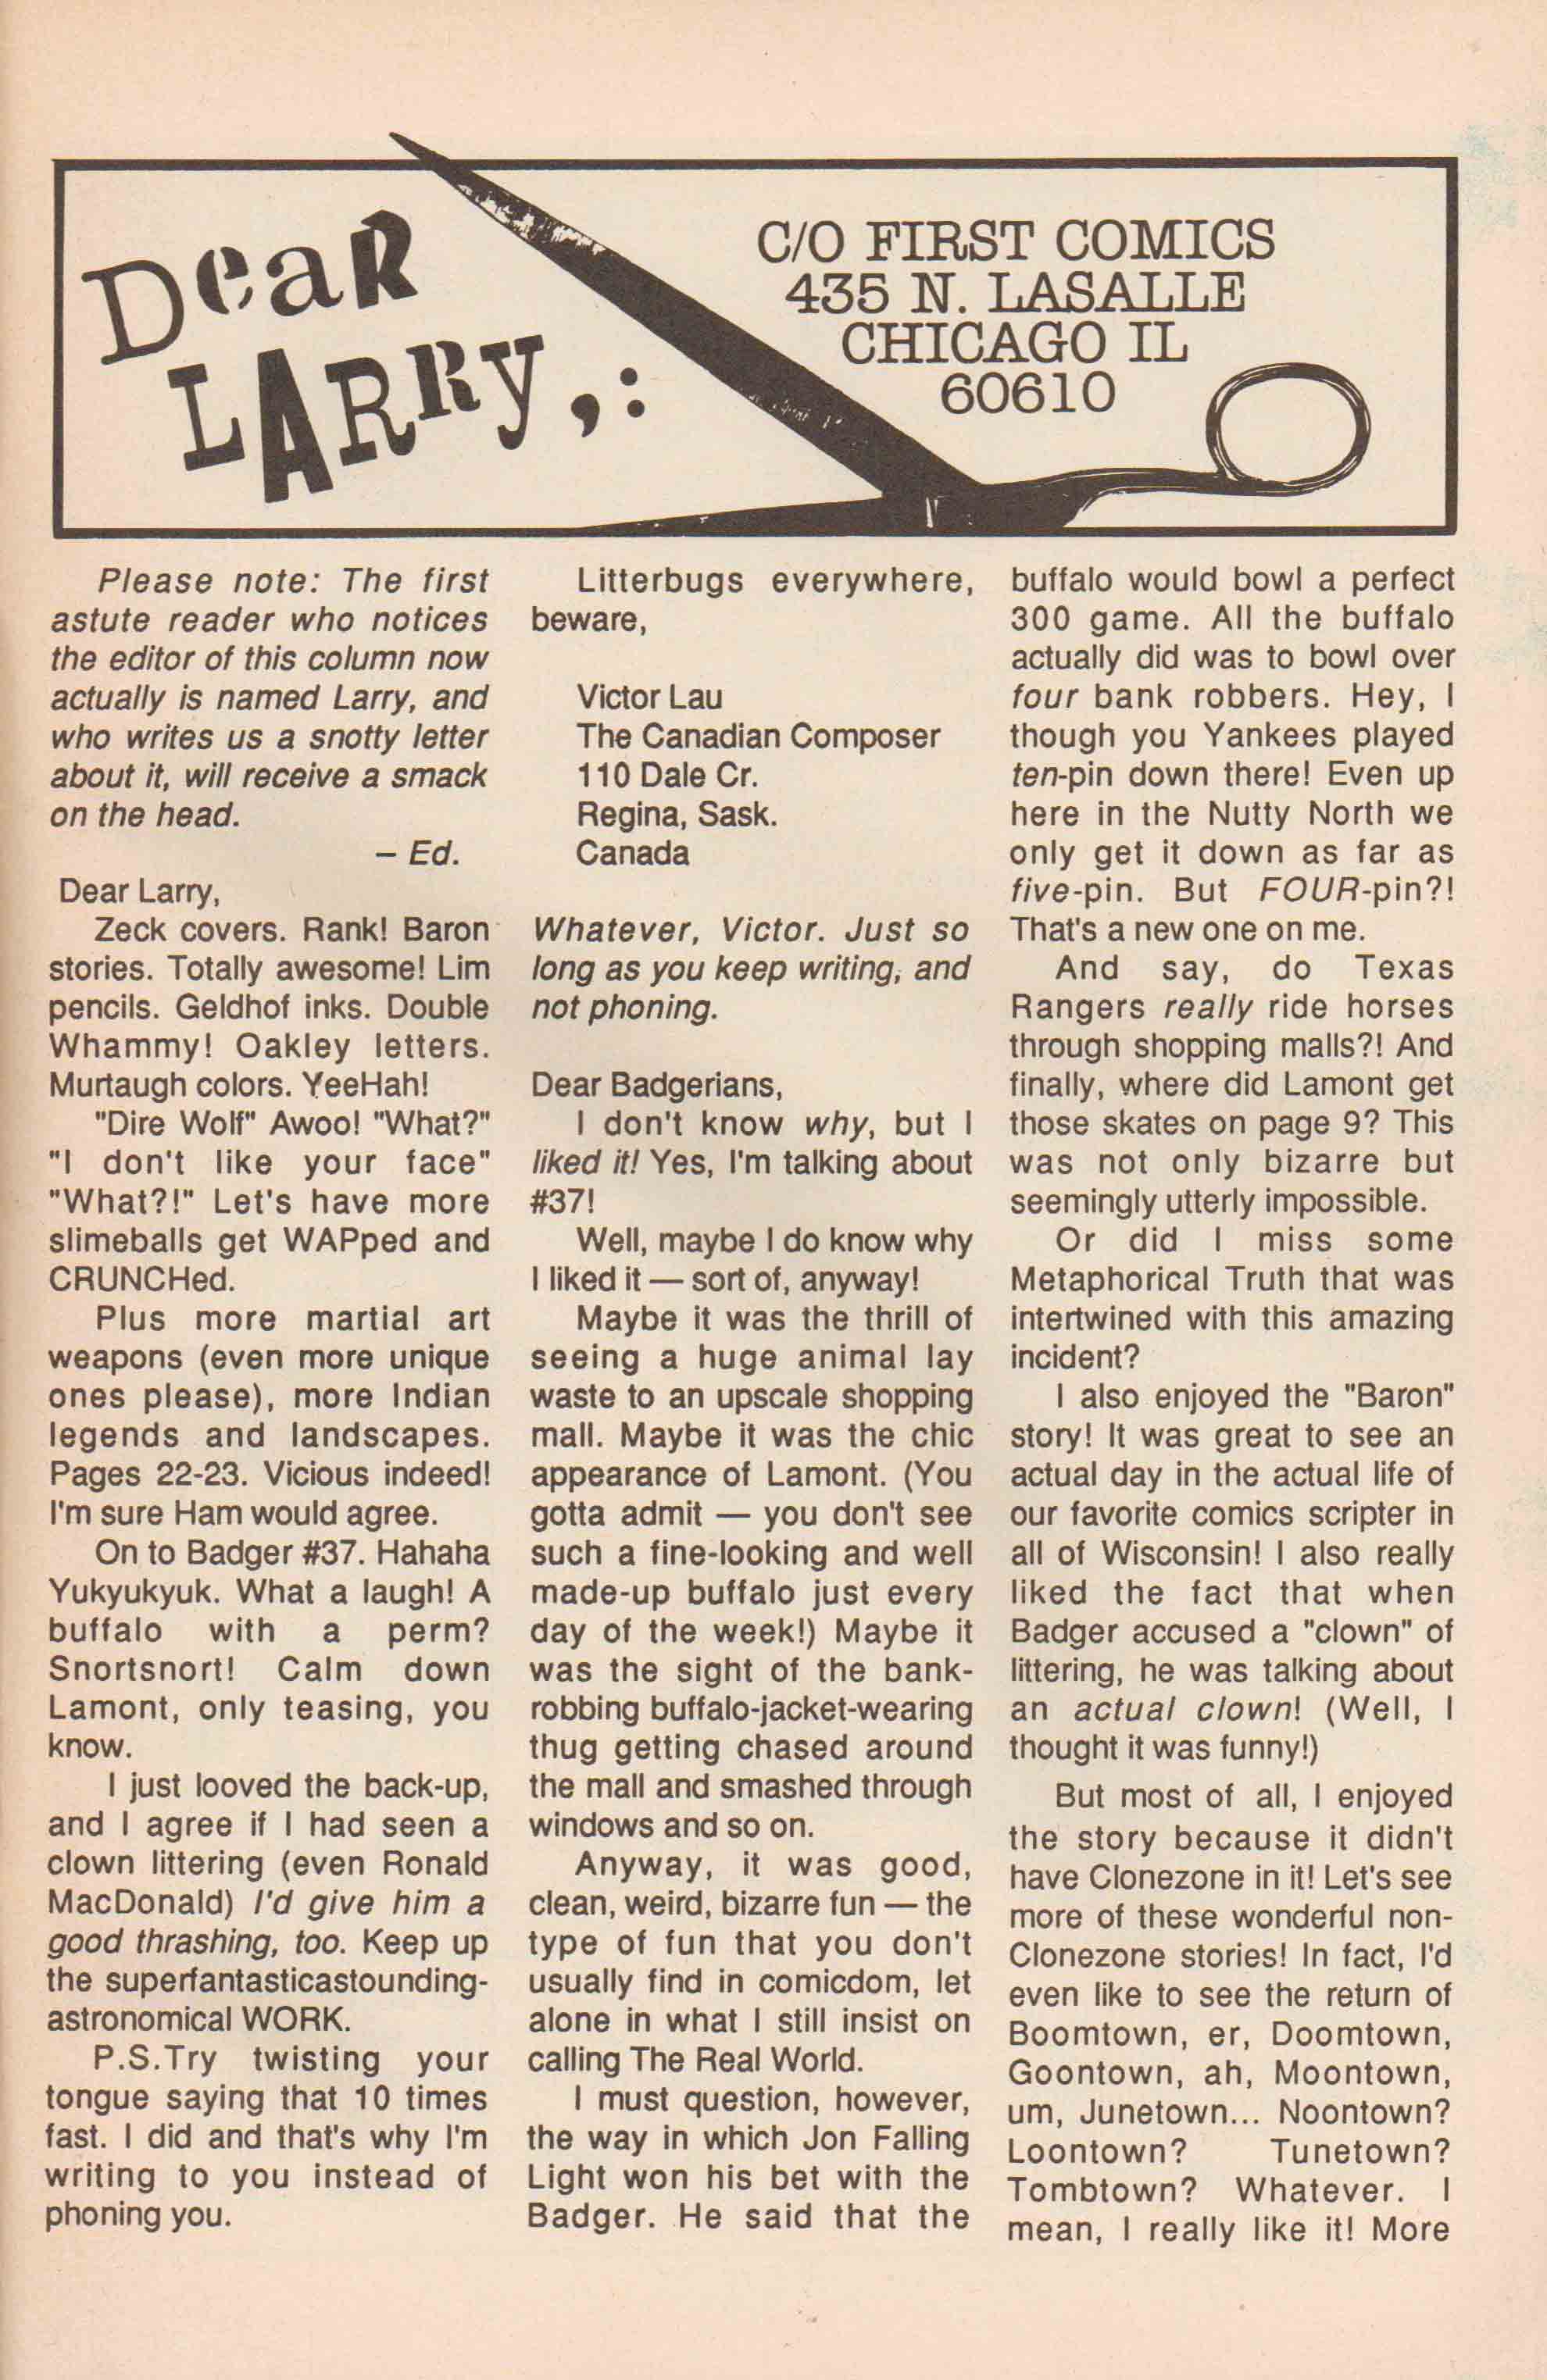 Dear
Larry,:
C/O FIRST COMICS
435 N. LASALLE
CHICAGO IL
60610
Please note: The first
astute reader who notices
the editor of this column now
actually is named Larry, and
who writes us a snotty letter
about it, will receive a smack
on the head.
– Ed.
Dear Larry,
Zeck covers. Rank! Baron
stories. Totally awesome! Lim
pencils. Geldhof inks. Double
Whammy! Oakley letters.
Murtaugh colors. YeeHah!
"Dire Wolf" Awoo! "What?"
"I don't like your face"
"What?!" Let's have more
slimeballs get WAPped and
CRUNCHed.
Plus more martial art
weapons (even more unique
ones please), more Indian
legends and landscapes.
Pages 22-23. Vicious indeed!
I'm sure Ham would agree.
On to Badger #37. Hahaha
Yukyukyuk. What a laugh! A
buffalo with a perm?
Snortsnort! Calm down
Lamont, only teasing, you
know.
I just looved the back-up,
and I agree if I had seen a
clown littering (even Ronald
MacDonald) I'd give him a
good thrashing, too. Keep up
the superfantasticastounding-
astronomical WORK.
P.S.Try twisting your
tongue saying that 10 times
fast. I did and that's why I'm
writing to you instead of
phoning you.
Litterbugs everywhere,
beware,
Victor Lau
The Canadian Composer
110 Dale Cr.
Regina, Sask.
Canada
Whatever, Victor. Just so
long as you keep writing, and
not phoning.
Dear Badgerians,
I don't know why, but I
liked it! Yes, I'm talking about
#37!
Well, maybe I do know why
I liked it — sort of, anyway!
Maybe it was the thrill of
seeing a huge animal lay
waste to an upscale shopping
mall. Maybe it was the chic
appearance of Lamont. (You
gotta admit — you don't see
such a fine-looking and well
made-up buffalo just every
day of the week!) Maybe it
was the sight of the bank-
robbing buffalo-jacket-wearing
thug getting chased around
the mall and smashed through
windows and so on.
Anyway, it was good,
clean, weird, bizarre fun — the
type of fun that you don't
usually find in comicdom, let
alone in what I still insist on
calling The Real World.
I must question, however,
the way in which Jon Falling
Light won his bet with the
Badger. He said that the
buffalo would bowl a perfect
300 game. All the buffalo
actually did was to bowl over
four bank robbers. Hey, I
though you Yankees played
ten-pin down there! Even up
here in the Nutty North we
only get it down as far as
five-pin. But FOUR-pin?!
That's a new one on me.
And say, do Texas
Rangers really ride horses
through shopping malls?! And
finally, where did Lamont get
those skates on page 9? This
was not only bizarre but
seemingly utterly impossible.
Or did I miss some
Metaphorical Truth that was
intertwined with this amazing
incident?
I also enjoyed the "Baron"
story! It was great to see an
actual day in the actual life of
our favorite comics scripter in
all of Wisconsin! I also really
liked the fact that when
Badger accused a "clown" of
littering, he was talking about
an actual clown! (Well, I
thought it was funny!)
But most of all, I enjoyed
the story because it didn't
have Clonezone in it! Let's see
more of these wonderful non-
Clonezone stories! In fact, I'd
even like to see the return of
Boomtown, er, Doomtown,
Goontown, ah, Moontown,
um, Junetown... Noontown?
Loontown? Tunetown?
Tombtown? Whatever. I
mean, I really like it! More